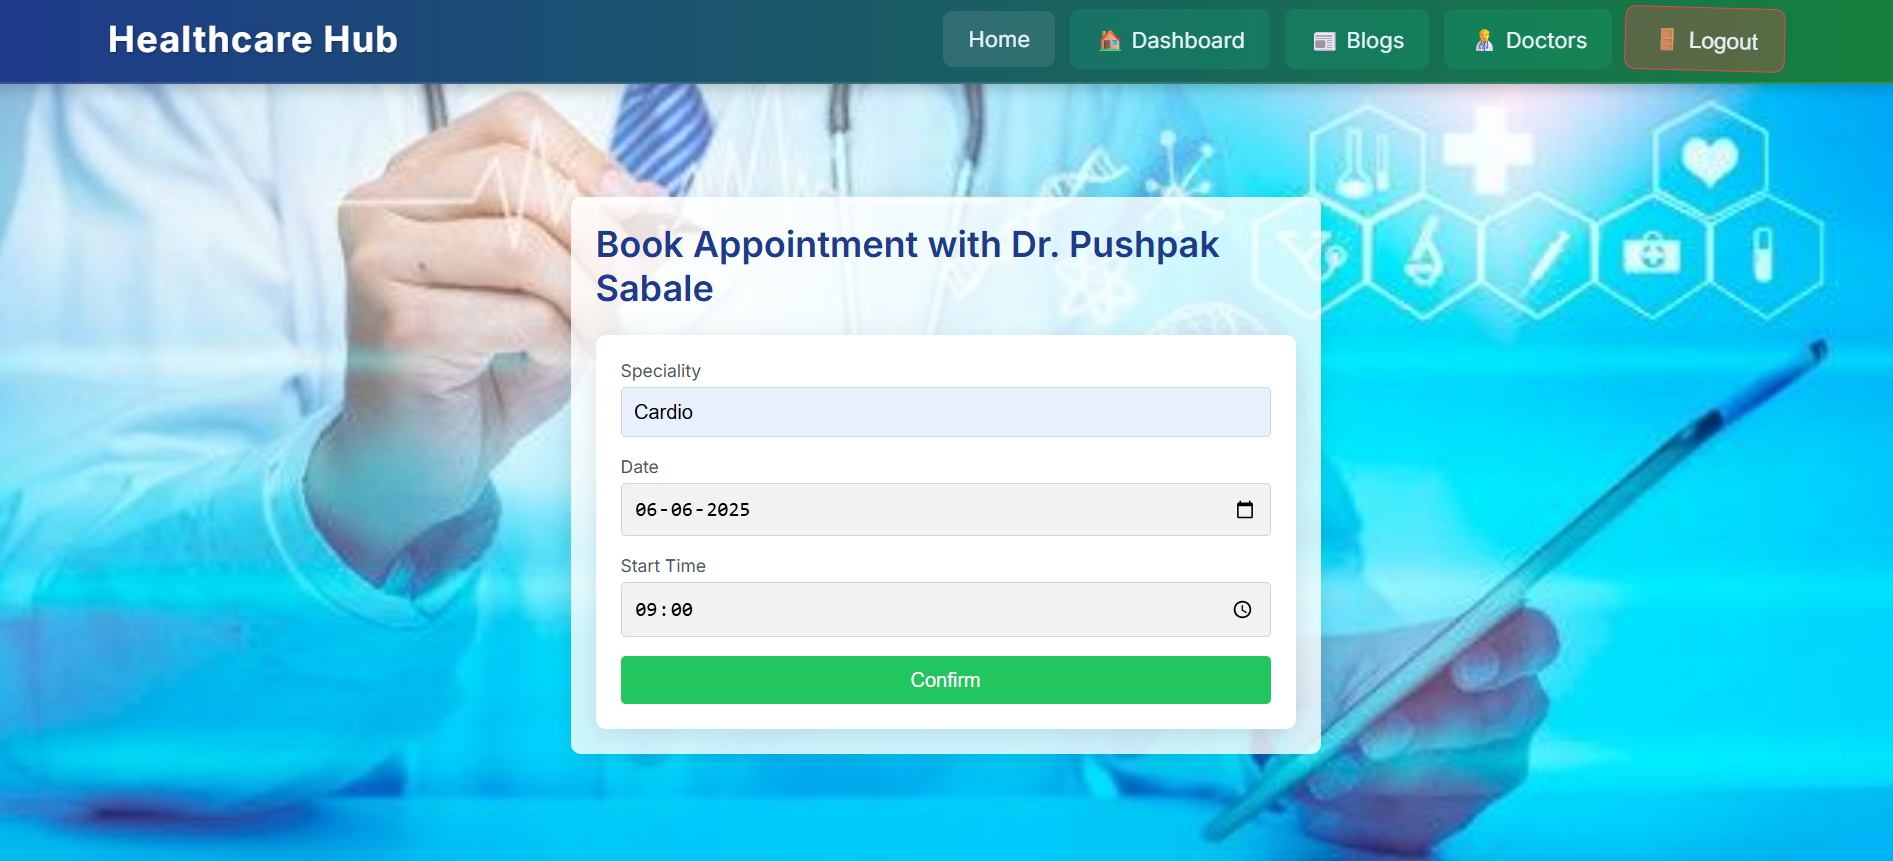 Healthcare Hub
Home
Dashboard
Blogs
Doctors
Logout
Book Appointment with Dr. Pushpak
Sabale
Speciality
Cardio
Date
06-06-2025
Start Time
09:00
Confirm